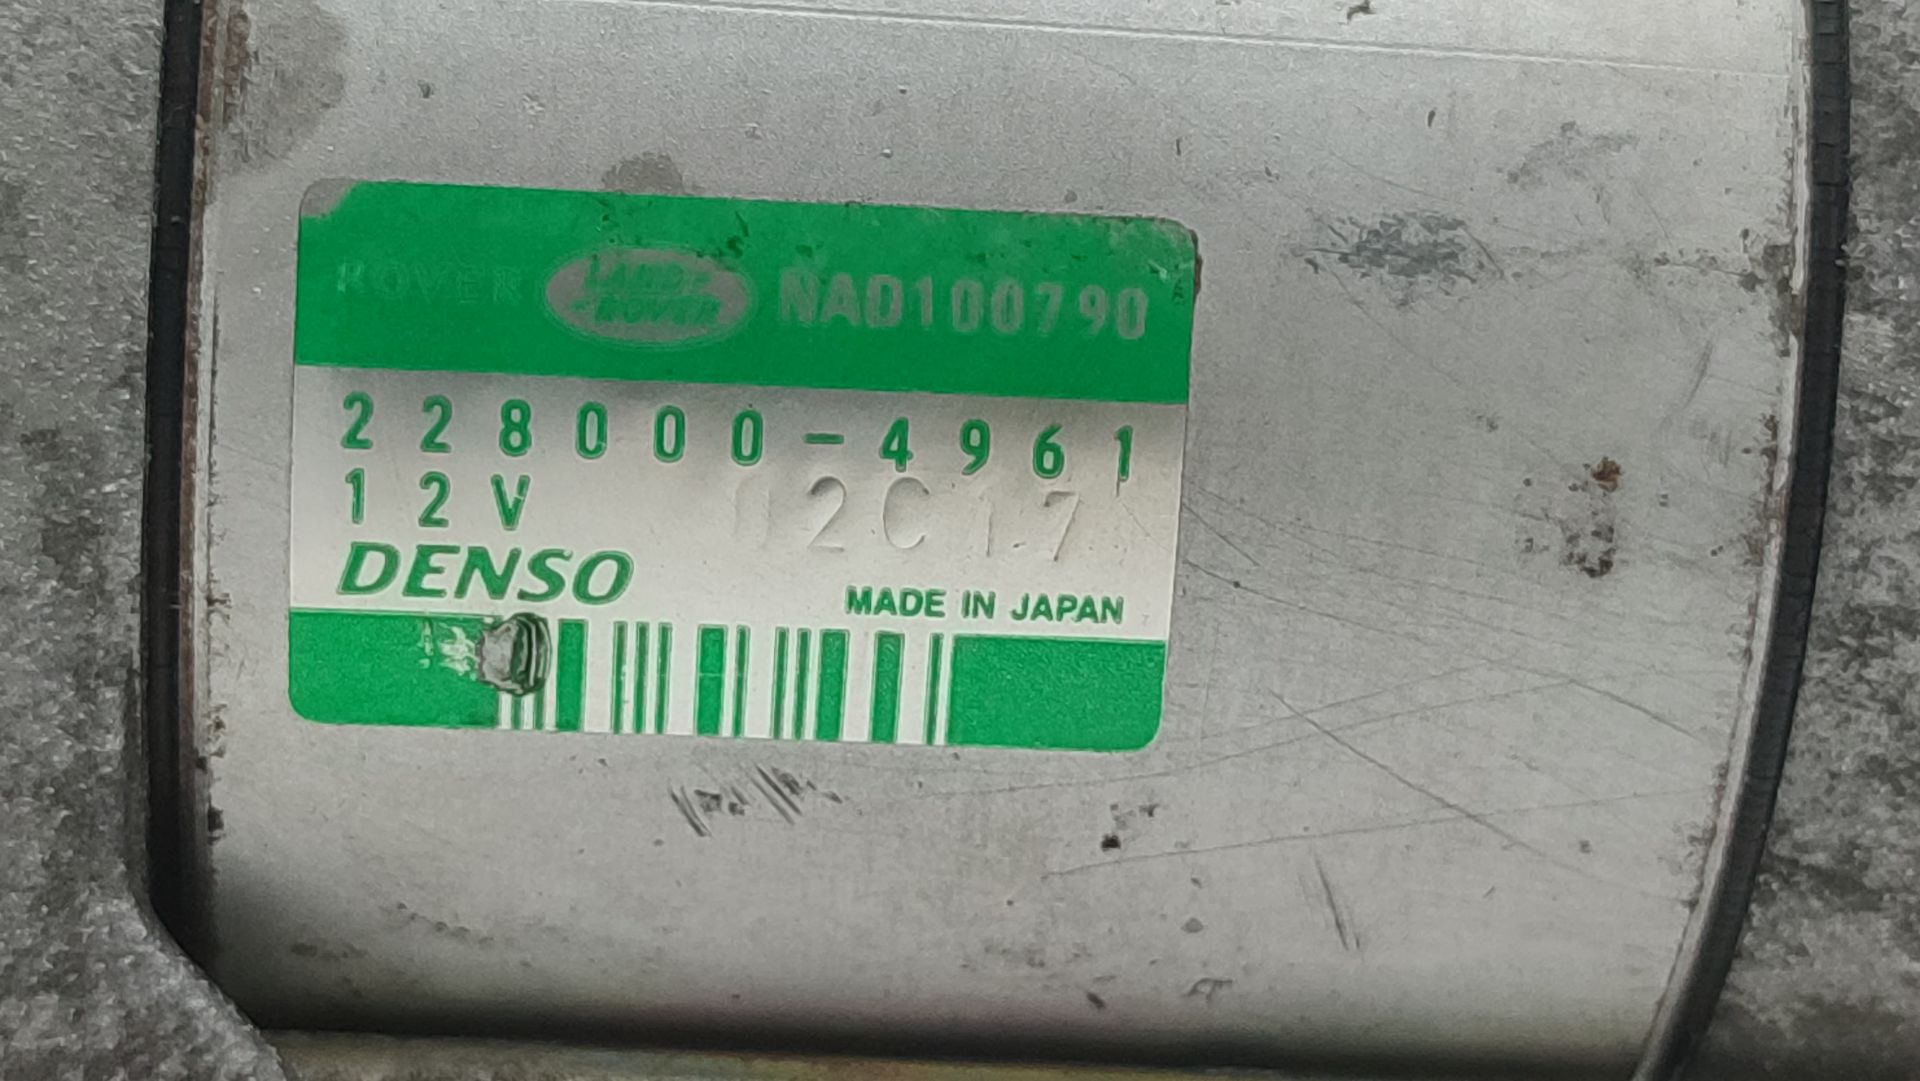 ROVER LAND ROVER NAD100790
228000-4961
12V 12C17
DENSO
MADE IN JAPAN